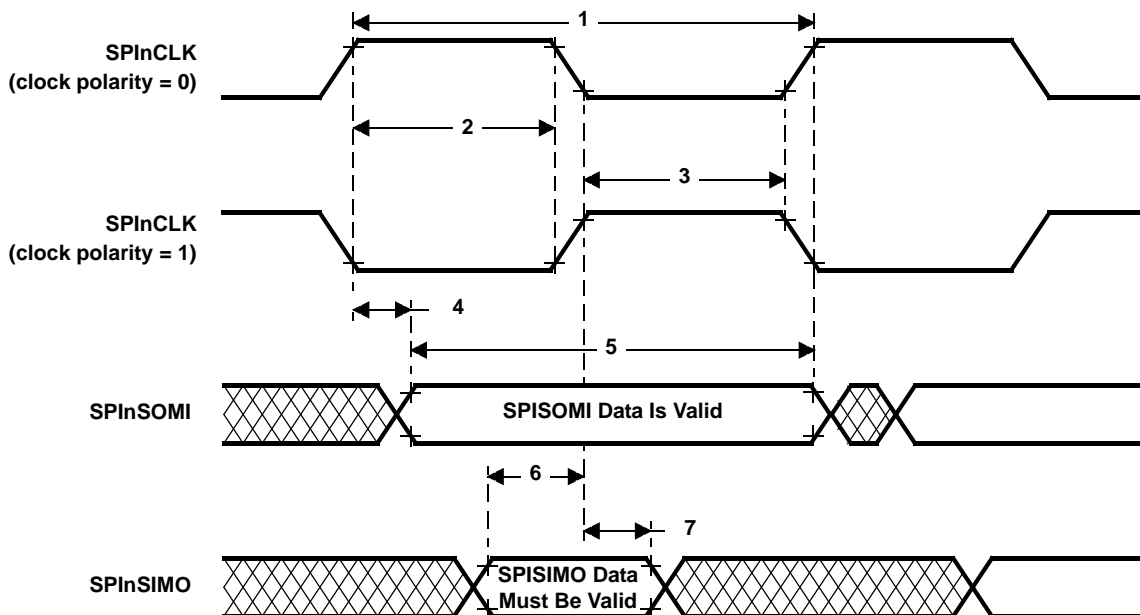 1
SPInCLK
(clock polarity = 0)
2
3
SPInCLK
(clock polarity = 1)
4
5
SPInSOMI
SPISOMI Data Is Valid
6
7
SPInSIMO
SPISIMO Data
Must Be Valid